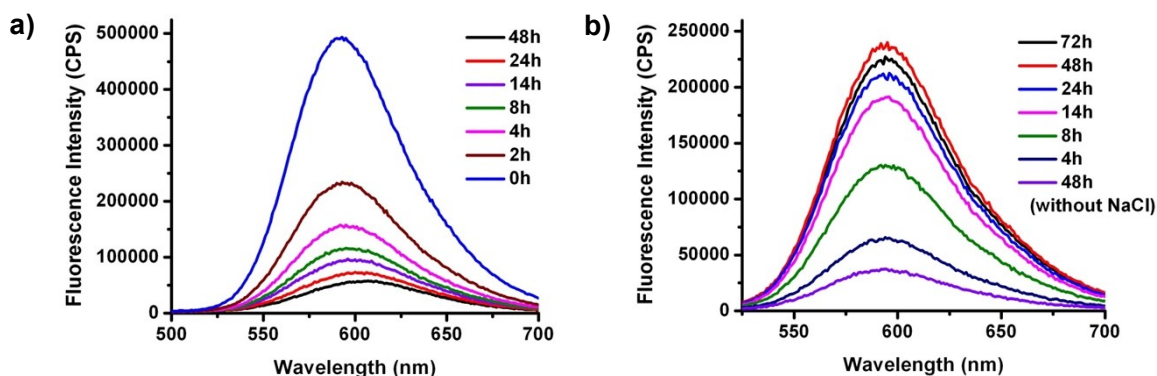 a)
Fluorescence Intensity (CPS)
500000
400000
300000
200000
100000
0
500
550
600
650
700
Wavelength (nm)
48h
24h
14h
8h
4h
2h
0h
b)
Fluorescence Intensity (CPS)
250000
200000
150000
100000
50000
0
550
600
650
700
Wavelength (nm)
72h
48h
24h
14h
8h
4h
48h
(without NaCl)